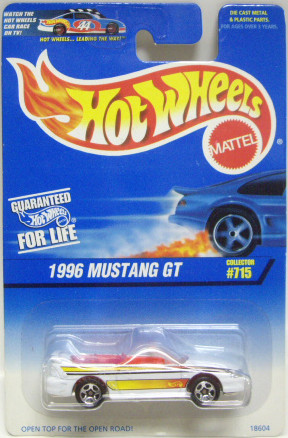 WATCH THE
HOT WHEELS
CAR RACE
ON TV!
44
HOT WHEELS... LEADING THE WAY!
DIE CAST METAL
& PLASTIC PARTS.
FOR AGES OVER 3 YEARS.
HOT WHEELS
MATTEL
GUARANTEED
Hot Wheels
FOR LIFE
1996 MUSTANG GT
COLLECTOR
#715
OPEN TOP FOR THE OPEN ROAD!
18604